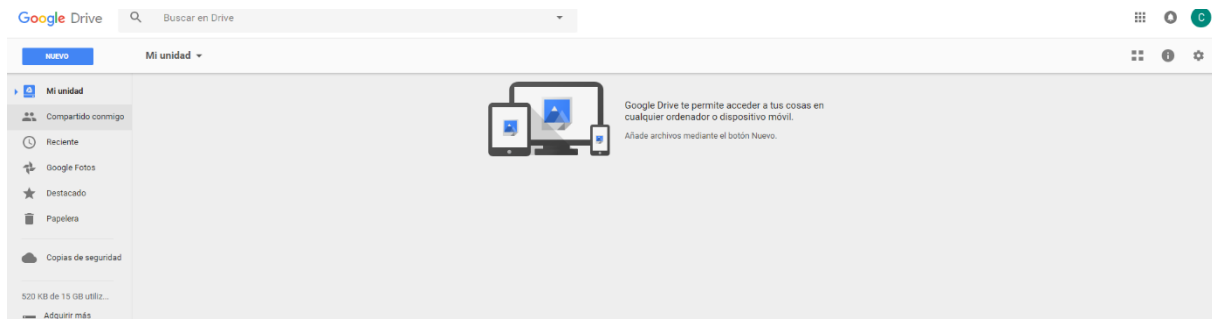 Google Drive
Buscar en Drive
C
NUEVO
Mi unidad
Mi unidad
Compartido conmigo
Reciente
Google Fotos
Destacado
Papelera
Copias de seguridad
520 KB de 15 GB utiliz...
Adquirir más
Google Drive te permite acceder a tus cosas en
cualquier ordenador o dispositivo móvil.
Añade archivos mediante el botón Nuevo.